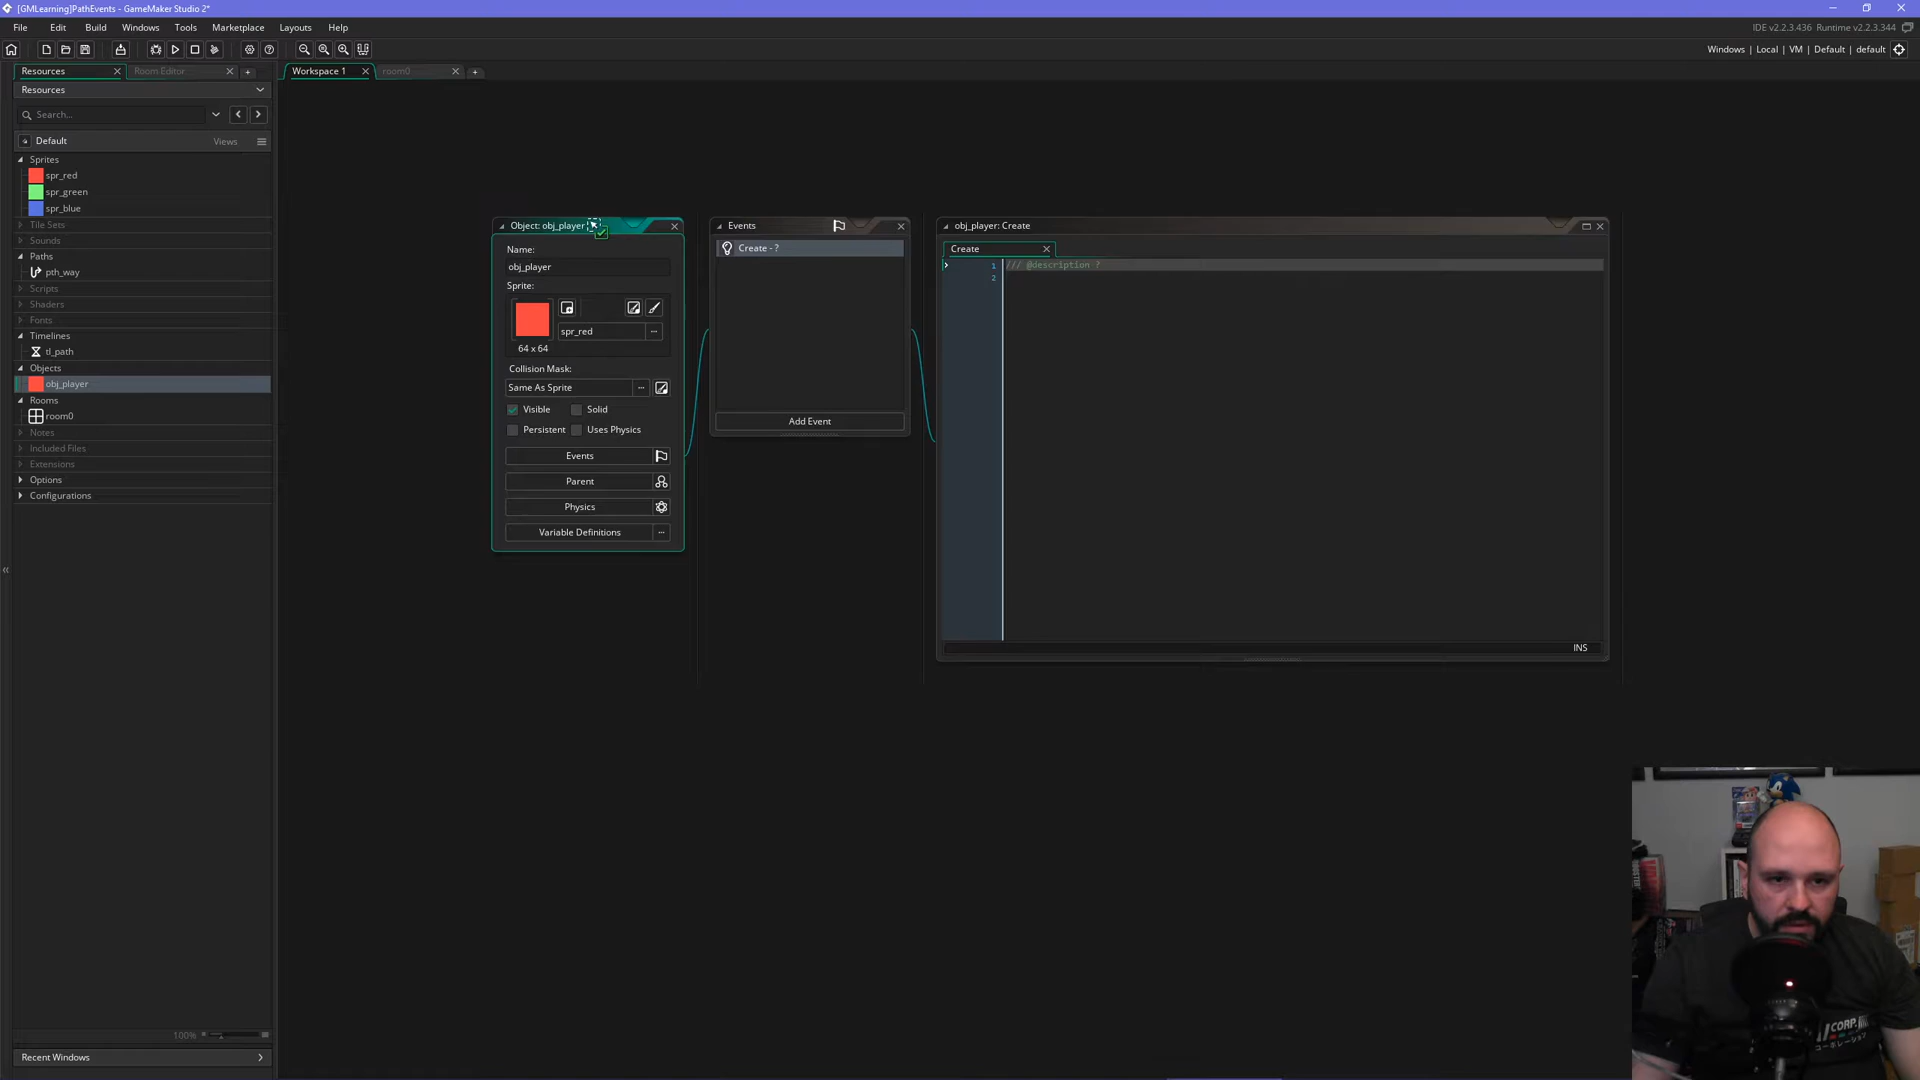 [GMLearning]PathEvents - GameMaker Studio 2*
File Edit Build Windows Tools Marketplace Layouts Help
IDE v2.2.3.436 Runtime v2.2.3.344
Windows | Local | VM | Default | default
Resources
Room Editor
Workspace 1
room0
Resources
Search...
Default
Views
Sprites
spr_red
spr_green
spr_blue
Tile Sets
Sounds
Paths
pth_way
Scripts
Shaders
Fonts
Timelines
tl_path
Objects
obj_player
Rooms
room0
Notes
Included Files
Extensions
Options
Configurations
100%
Recent Windows
Object: obj_player
Name:
obj_player
Sprite:
spr_red
64 x 64
Collision Mask:
Same As Sprite
Visible
Solid
Persistent
Uses Physics
Events
Parent
Physics
Variable Definitions
Events
Create - ?
Add Event
obj_player: Create
Create
1 /// @description ?
2
INS
CORP.